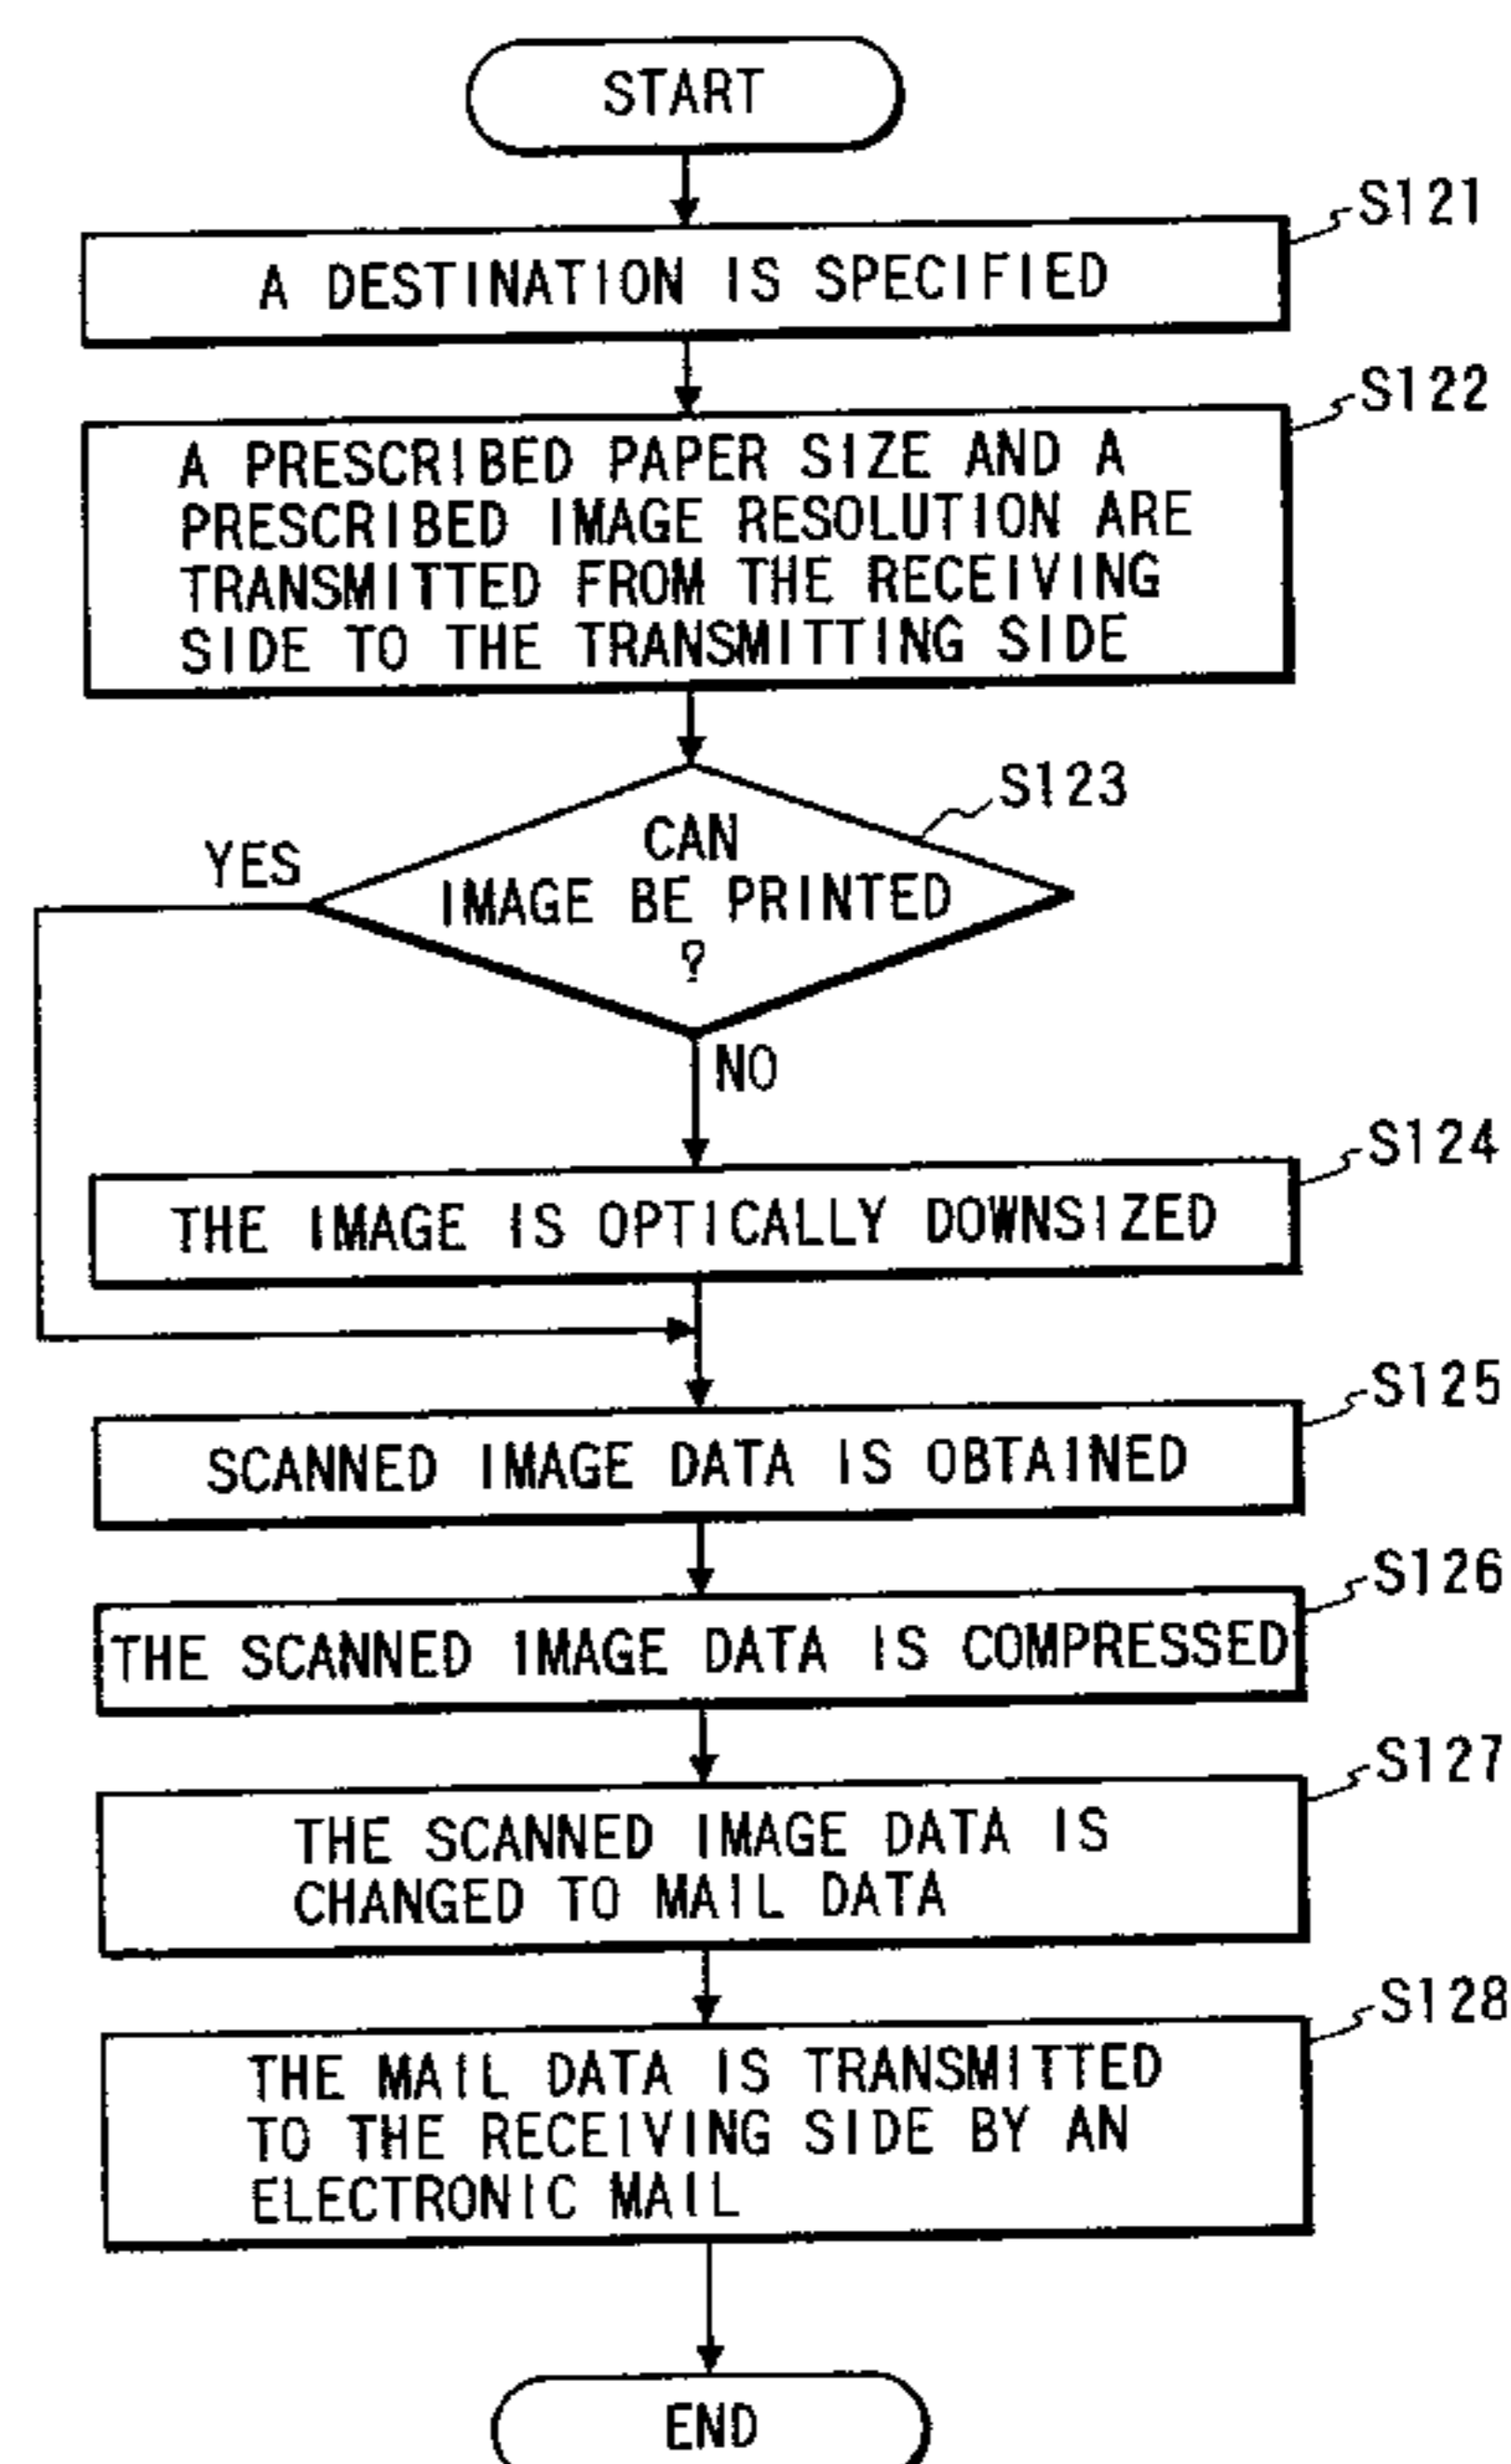 START
S121
A DESTINATION IS SPECIFIED
S122
A PRESCRIBED PAPER SIZE AND A
PRESCRIBED IMAGE RESOLUTION ARE
TRANSMITTED FROM THE RECEIVING
SIDE TO THE TRANSMITTING SIDE
S123
YES
CAN
IMAGE BE PRINTED
?
NO
S124
THE IMAGE IS OPTICALLY DOWNSIZED
S125
SCANNED IMAGE DATA IS OBTAINED
S126
THE SCANNED IMAGE DATA IS COMPRESSED
S127
THE SCANNED IMAGE DATA IS
CHANGED TO MAIL DATA
S128
THE MAIL DATA IS TRANSMITTED
TO THE RECEIVING SIDE BY AN
ELECTRONIC MAIL
END